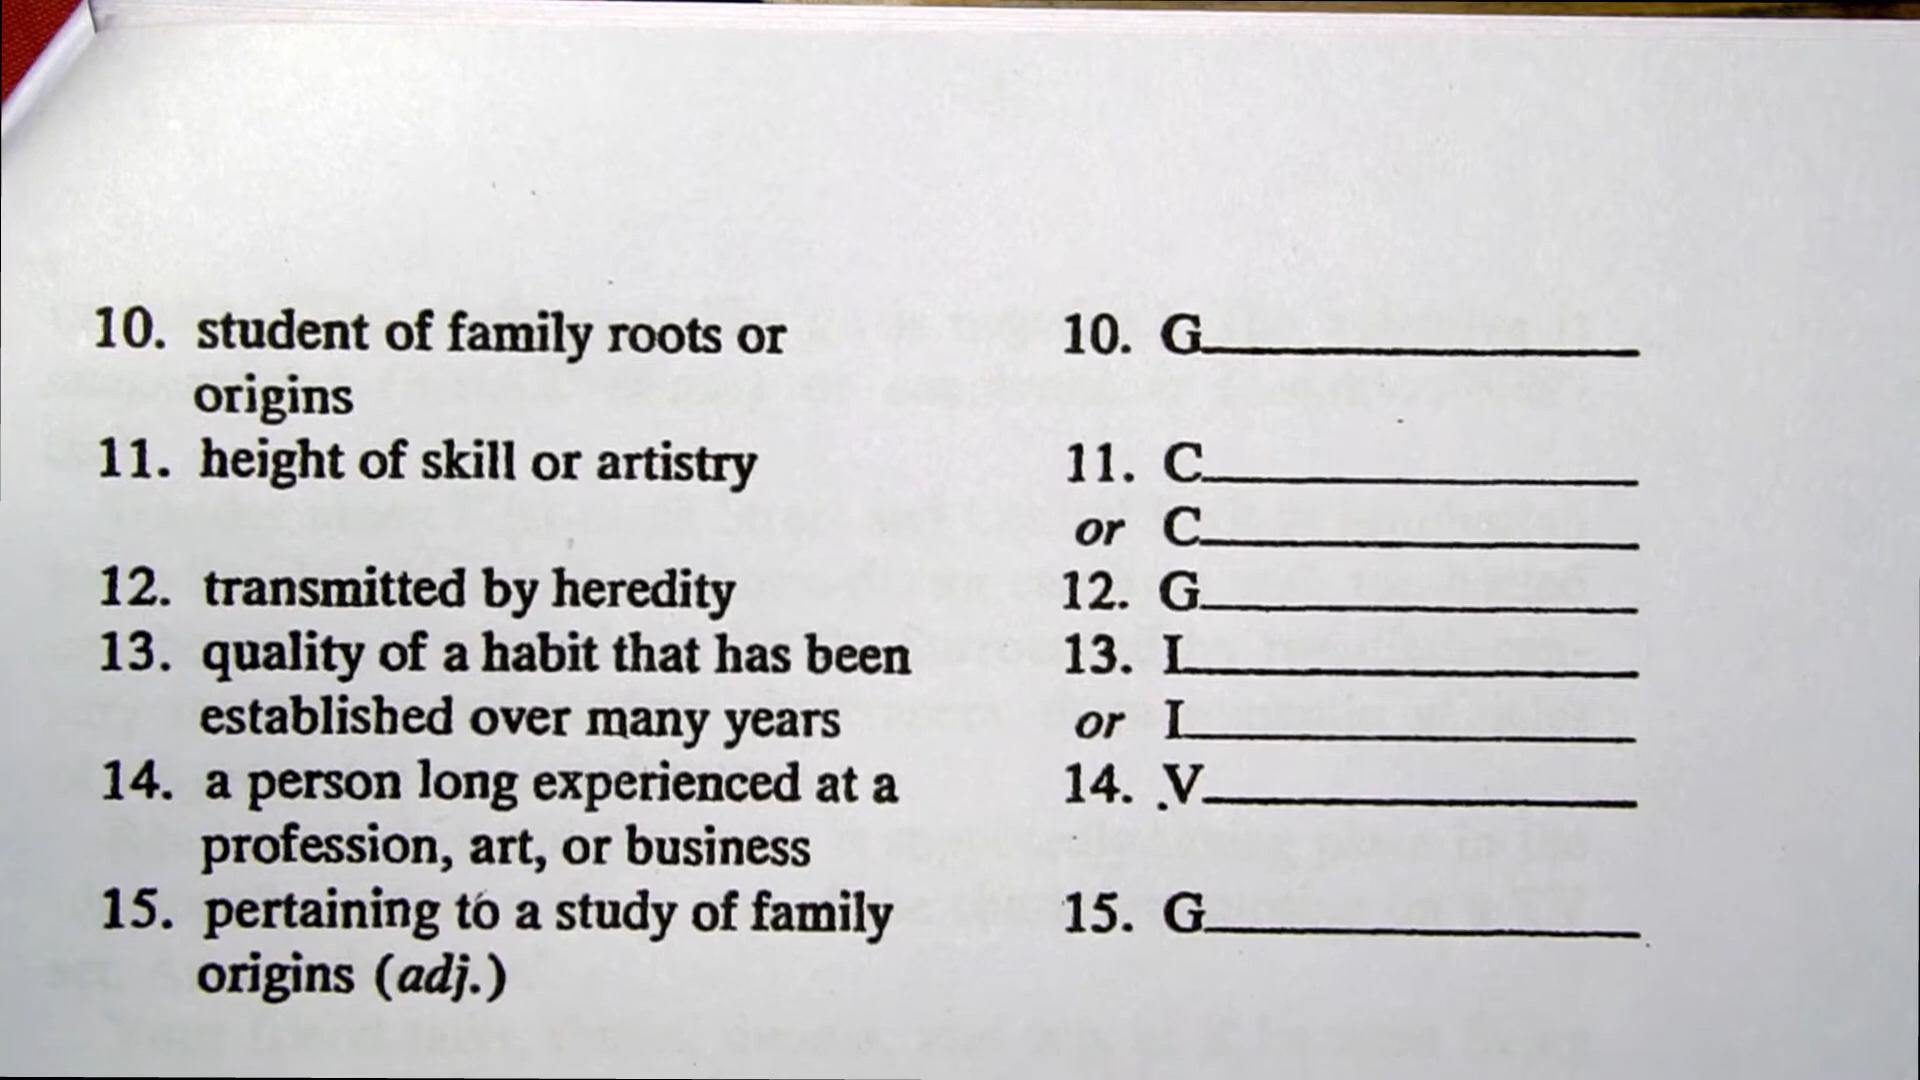 10. student of family roots or 10. G
origins
11. height of skill or artistry 11. C
or C
12. transmitted by heredity 12. G
13. quality of a habit that has been 13. I
established over many years or I
14. a person long experienced at a 14. V
profession, art, or business
15. pertaining to a study of family 15. G
origins (adj.)